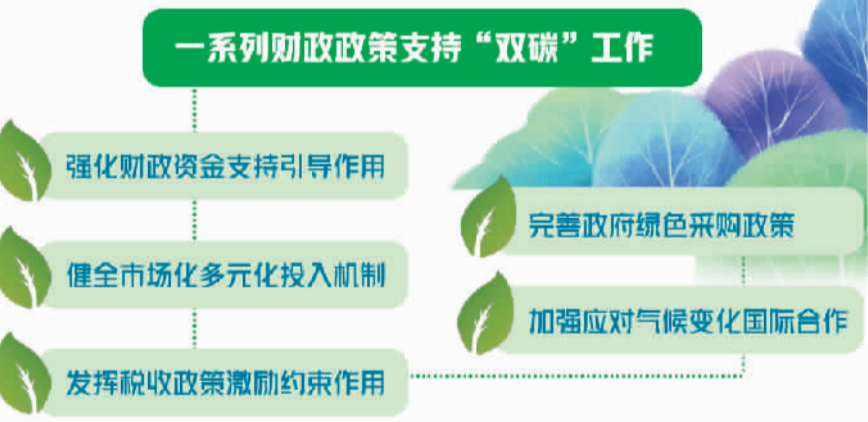 一系列财政政策支持“双碳”工作
强化财政资金支持引导作用
健全市场化多元化投入机制
发挥税收政策激励约束作用
完善政府绿色采购政策
加强应对气候变化国际合作